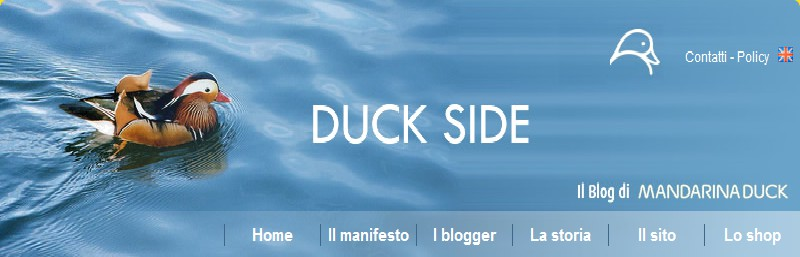 Contatti - Policy
DUCK SIDE
Il Blog di MANDARINA DUCK
Home Il manifesto I blogger La storia Il sito Lo shop